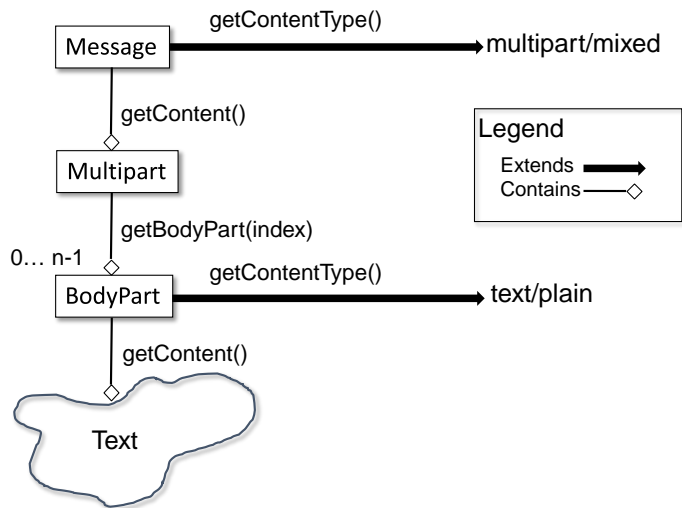 getContentType()
Message
multipart/mixed
getContent()
Legend
Extends
Multipart
Contains
getBodyPart(index)
0... n-1
getContentType()
BodyPart
text/plain
getContent()
Text